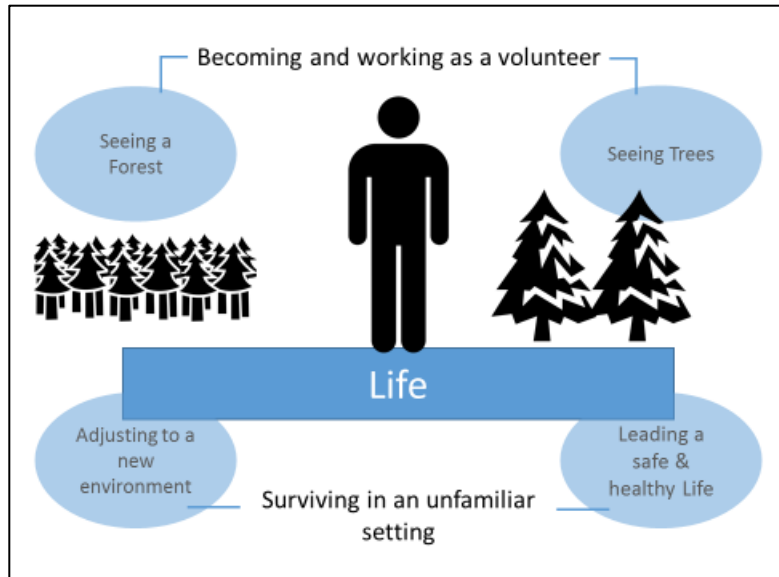 Becoming and working as a volunteer
Seeing a
Forest
Seeing Trees
Life
Adjusting to a
new
environment
Leading a
safe &
healthy Life
Surviving in an unfamiliar
setting